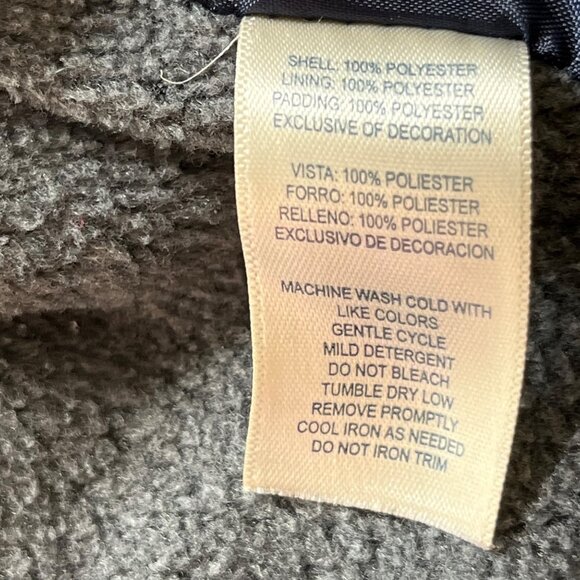 SHELL: 100% POLYESTER
LINING: 100% POLYESTER
PADDING: 100% POLYESTER
EXCLUSIVE OF DECORATION
VISTA: 100% POLIESTER
FORRO: 100% POLIESTER
RELLENO: 100% POLIESTER
EXCLUSIVO DE DECORACION
MACHINE WASH COLD WITH
LIKE COLORS
GENTLE CYCLE
MILD DETERGENT
DO NOT BLEACH
TUMBLE DRY LOW
REMOVE PROMPTLY
COOL IRON AS NEEDED
DO NOT IRON TRIM